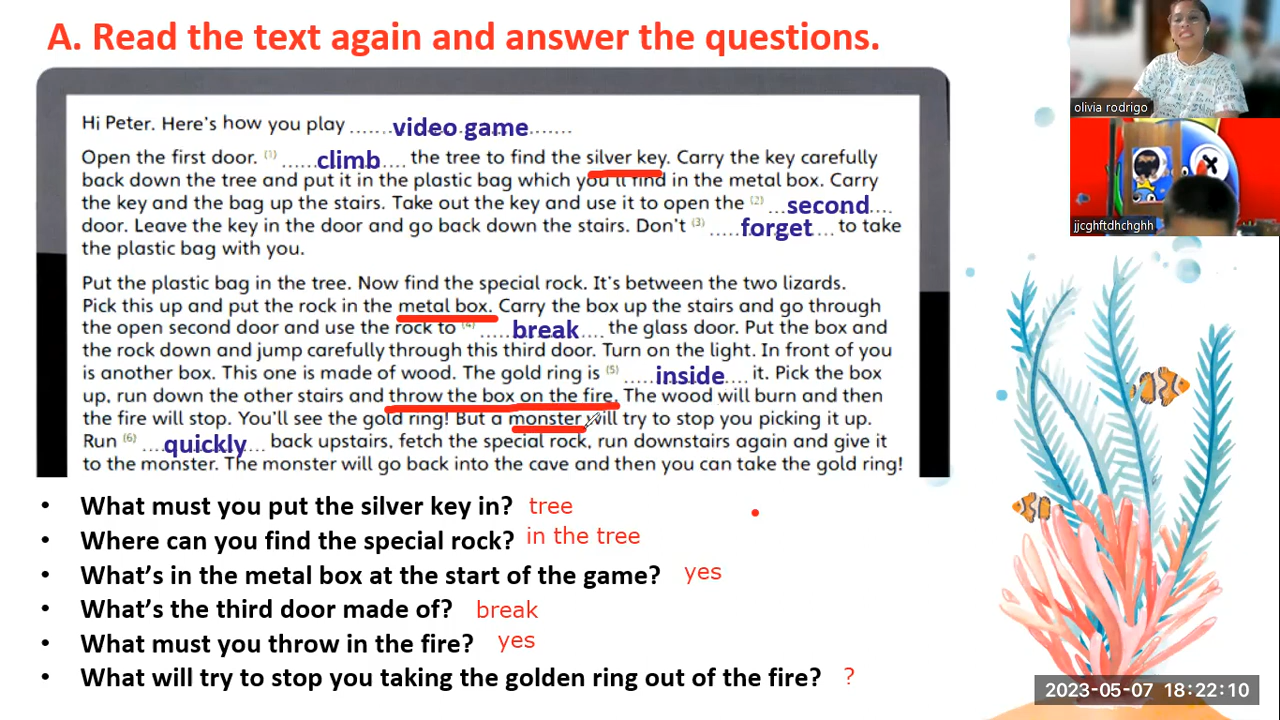 A. Read the text again and answer the questions.
olivia rodrigo
jjcghftdhchghh
Hi Peter. Here's how you play ........video game........
Open the first door. (1) ......climb.... the tree to find the silver key. Carry the key carefully
back down the tree and put it in the plastic bag which you'll find in the metal box. Carry
the key and the bag up the stairs. Take out the key and use it to open the (2) ...second....
door. Leave the key in the door and go back down the stairs. Don't (3) .....forget.... to take
the plastic bag with you.
Put the plastic bag in the tree. Now find the special rock. It's between the two lizards.
Pick this up and put the rock in the metal box. Carry the box up the stairs and go through
the open second door and use the rock to (4) .....break.... the glass door. Put the box and
the rock down and jump carefully through this third door. Turn on the light. In front of you
is another box. This one is made of wood. The gold ring is (5) .....inside.... it. Pick the box
up, run down the other stairs and throw the box on the fire. The wood will burn and then
the fire will stop. You'll see the gold ring! But a monster will try to stop you picking it up.
Run (6) ....quickly.... back upstairs, fetch the special rock, run downstairs again and give it
to the monster. The monster will go back into the cave and then you can take the gold ring!
• What must you put the silver key in? tree
• Where can you find the special rock? in the tree
• What's in the metal box at the start of the game? yes
• What's the third door made of? break
• What must you throw in the fire? yes
• What will try to stop you taking the golden ring out of the fire? ?
2023-05-07 18:22:10